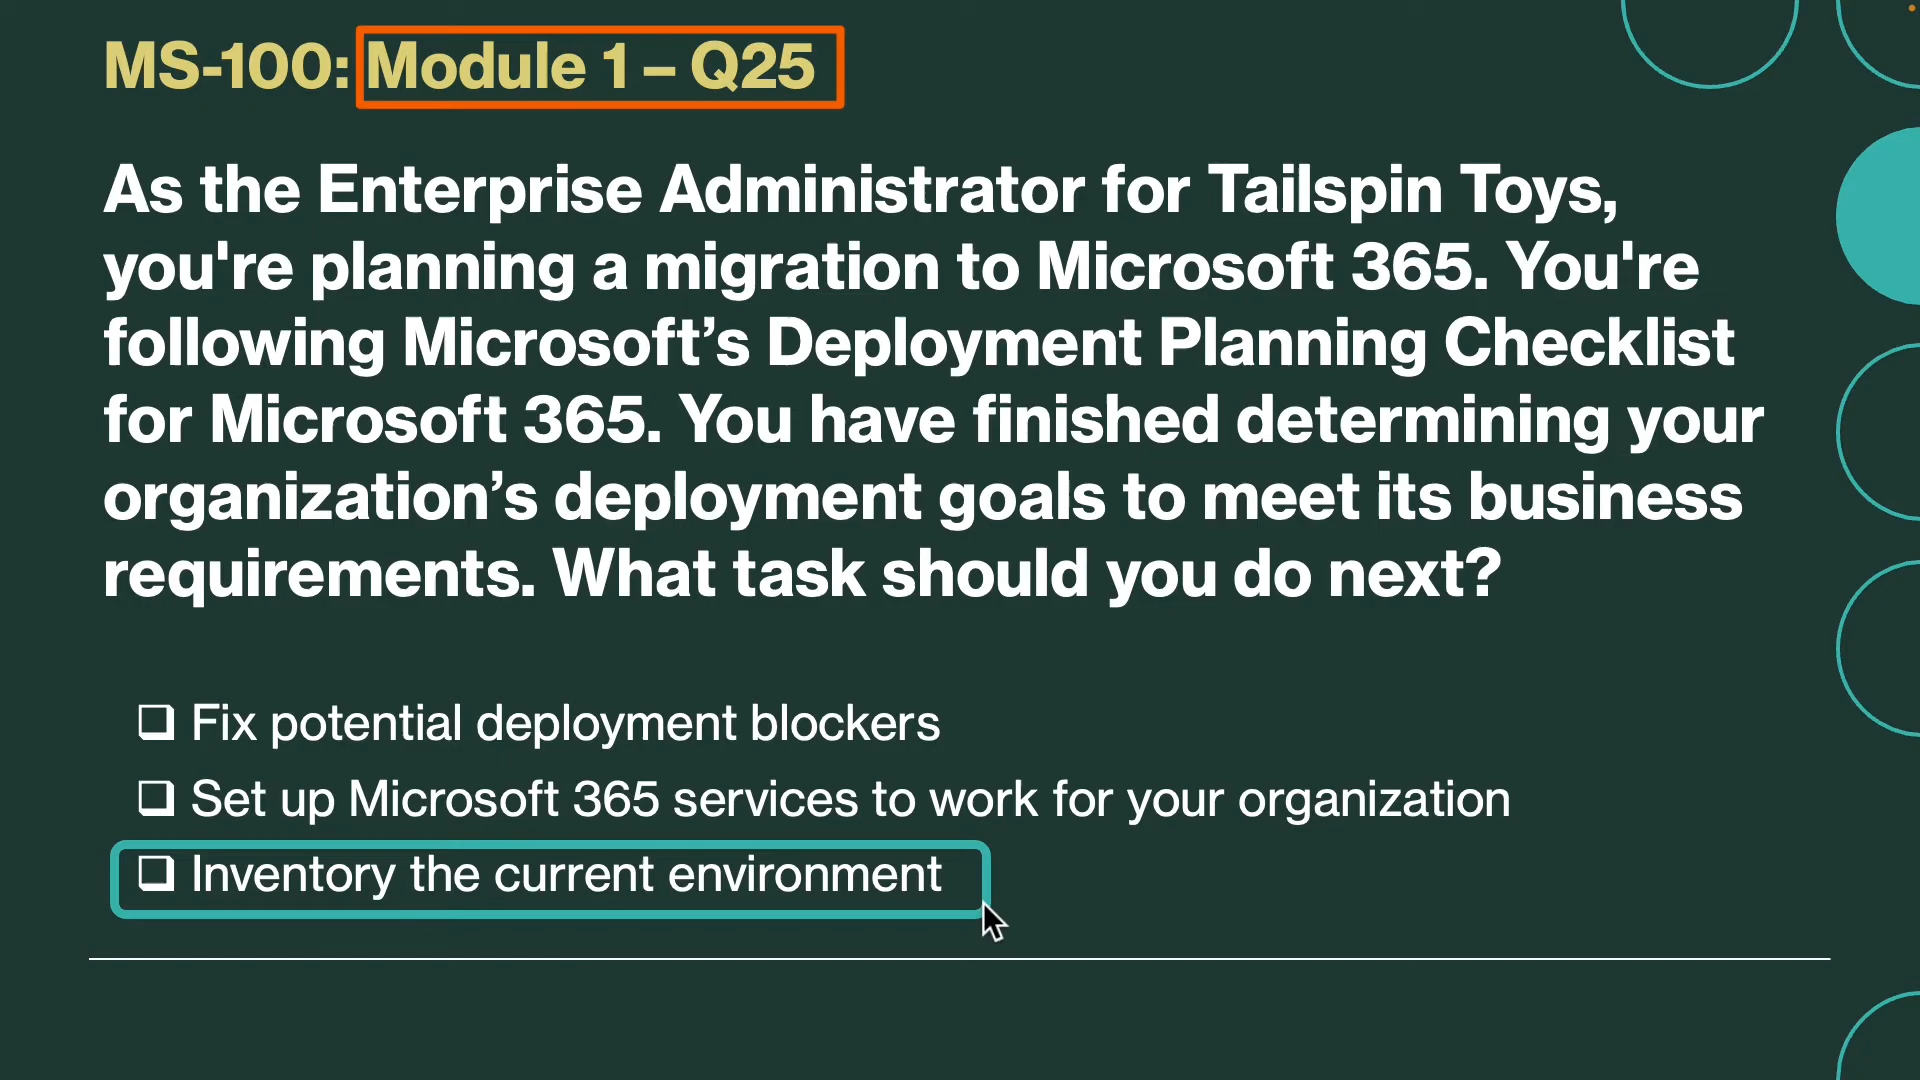 MS-100: Module 1 – Q25
As the Enterprise Administrator for Tailspin Toys,
you're planning a migration to Microsoft 365. You're
following Microsoft’s Deployment Planning Checklist
for Microsoft 365. You have finished determining your
organization’s deployment goals to meet its business
requirements. What task should you do next?
❑ Fix potential deployment blockers
❑ Set up Microsoft 365 services to work for your organization
❑ Inventory the current environment